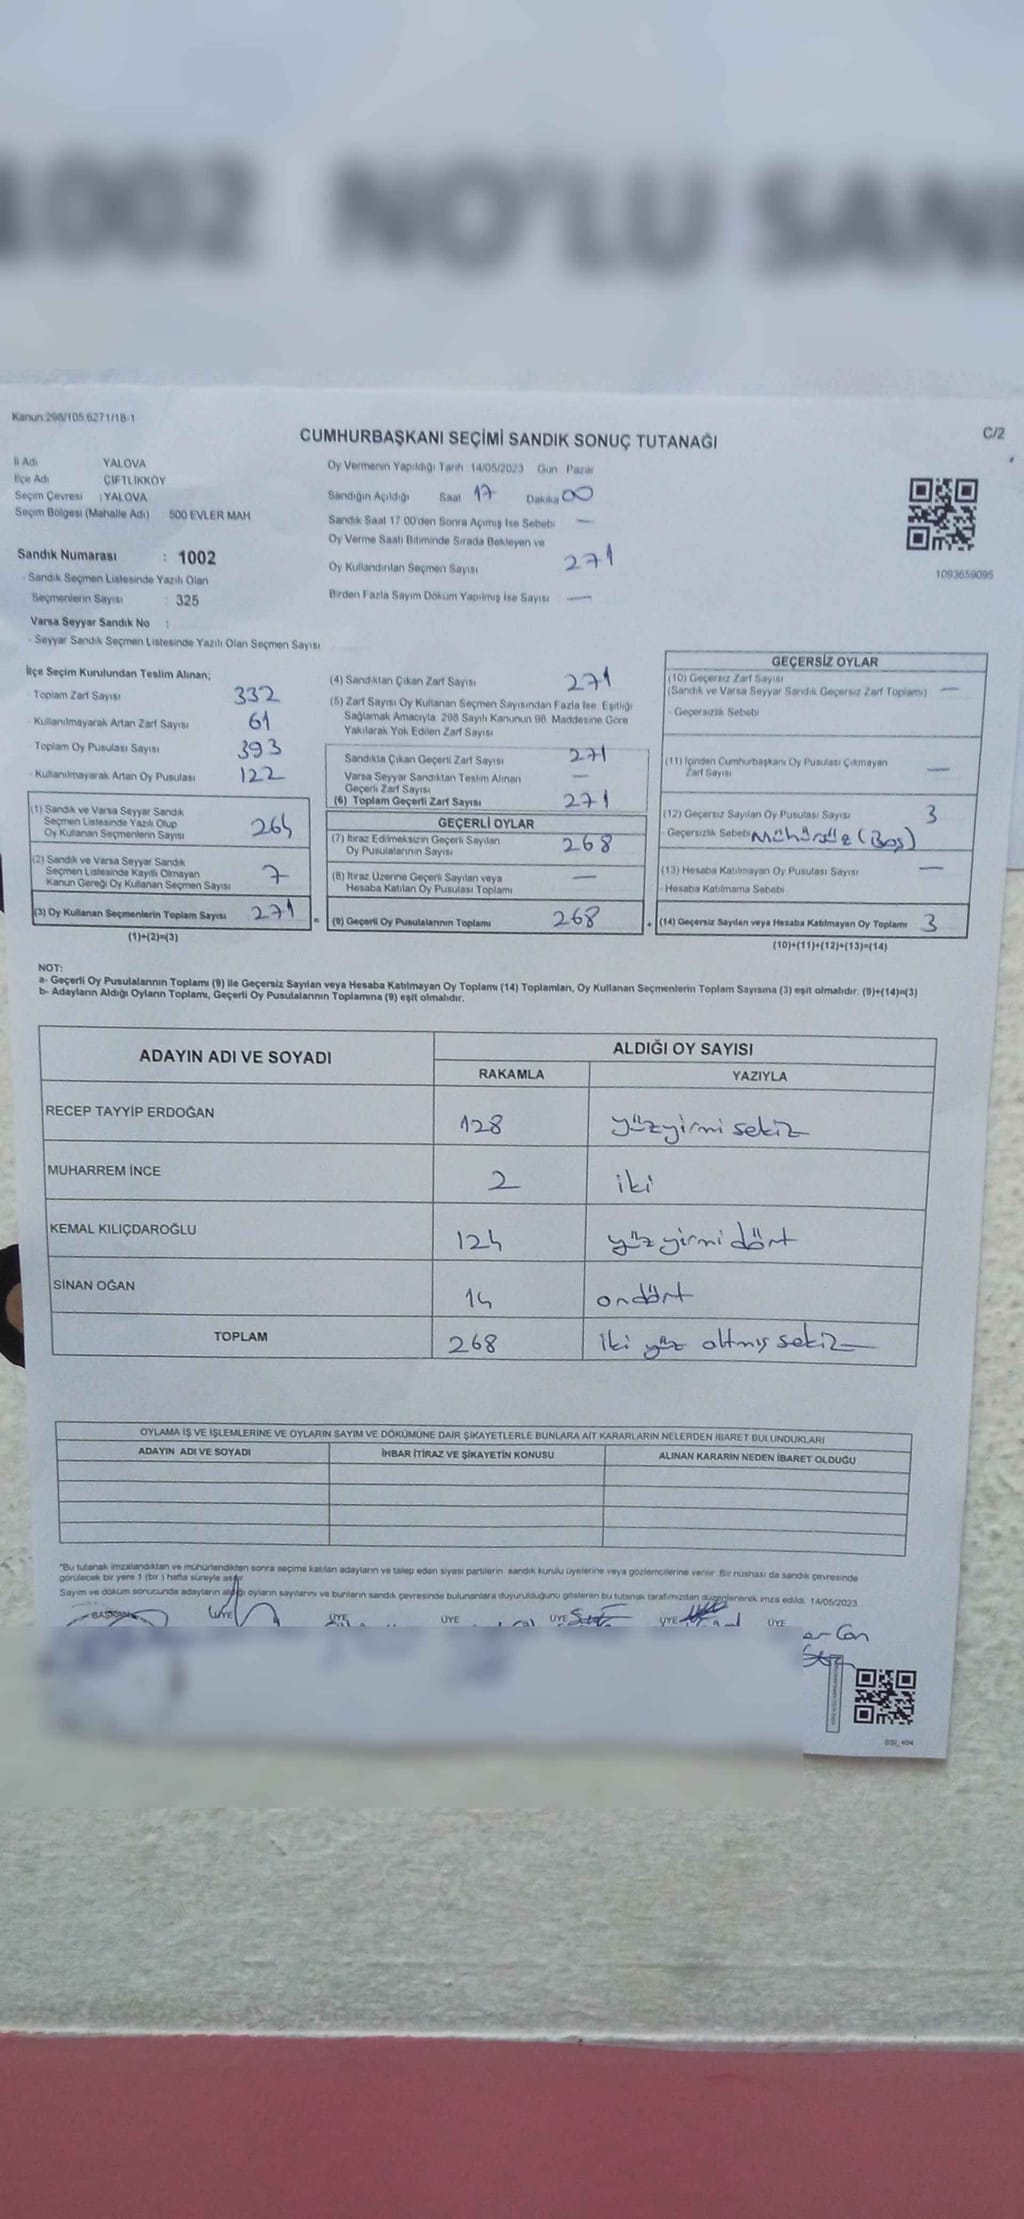 1002 NO'LU SANI
Kanun:298/105,6271/18-1
C/2
CUMHURBAŞKANI SEÇİMİ SANDIK SONUÇ TUTANAĞI
İl Adı YALOVA
İlçe Adı ÇİFTLİKKÖY
Seçim Çevresi : YALOVA
Seçim Bölgesi (Mahalle Adı) 500 EVLER MAH
Sandık Numarası : 1002
- Sandık Seçmen Listesinde Yazılı Olan
Seçmenlerin Sayısı : 325
Varsa Seyyar Sandık No :
- Seyyar Sandık Seçmen Listesinde Yazılı Olan Seçmen Sayısı
Oy Vermenin Yapıldığı Tarih : 14/05/2023 Gün : Pazar
Sandığın Açıldığı Saat 17 Dakika 00
Sandık Saat 17:00'den Sonra Açımış İse Sebebi —
Oy Verme Saati Bitiminde Sırada Bekleyen ve
Oy Kullandırılan Seçmen Sayısı 271
Birden Fazla Sayım Döküm Yapılmış İse Sayısı —
1093659095
İlçe Seçim Kurulundan Teslim Alınan;
- Toplam Zarf Sayısı 332
- Kullanılmayarak Artan Zarf Sayısı 61
Toplam Oy Pusulası Sayısı 393
- Kullanılmayarak Artan Oy Pusulası 122
(1) Sandık ve Varsa Seyyar Sandık
Seçmen Listesinde Yazılı Olup
Oy Kullanan Seçmenlerin Sayısı 264
(2) Sandık ve Varsa Seyyar Sandık
Seçmen Listesinde Kayıtlı Olmayan
Kanun Gereği Oy Kullanan Seçmen Sayısı 7
(3) Oy Kullanan Seçmenlerin Toplam Sayısı 271
(1)+(2)=(3)
(4) Sandıktan Çıkan Zarf Sayısı 271
(5) Zarf Sayısı Oy Kullanan Seçmen Sayısından Fazla İse, Eşitliği
Sağlamak Amacıyla, 298 Sayılı Kanunun 98. Maddesine Göre
Yakılarak Yok Edilen Zarf Sayısı
Sandıkta Çıkan Geçerli Zarf Sayısı 271
Varsa Seyyar Sandıktan Teslim Alınan
Geçerli Zarf Sayısı —
(6) Toplam Geçerli Zarf Sayısı 271
GEÇERLİ OYLAR
(7) İtiraz Edilmeksizin Geçerli Sayılan
Oy Pusulalarının Sayısı 268
(8) İtiraz Üzerine Geçerli Sayılan veya
Hesaba Katılan Oy Pusulası Toplamı —
= (9) Geçerli Oy Pusulalarının Toplamı 268
GEÇERSİZ OYLAR
(10) Geçersiz Zarf Sayısı
(Sandık ve Varsa Seyyar Sandık Geçersiz Zarf Toplamı) —
- Geçersizlik Sebebi
(11) İçinden Cumhurbaşkanı Oy Pusulası Çıkmayan
Zarf Sayısı —
(12) Geçersiz Sayılan Oy Pusulası Sayısı 3
- Geçersizlik Sebebi Mühürsüz (Boş)
(13) Hesaba Katılmayan Oy Pusulası Sayısı —
- Hesaba Katılmama Sebebi
+ (14) Geçersiz Sayılan veya Hesaba Katılmayan Oy Toplamı 3
(10)+(11)+(12)+(13)=(14)
NOT:
a- Geçerli Oy Pusulalarının Toplamı (9) ile Geçersiz Sayılan veya Hesaba Katılmayan Oy Toplamı (14) Toplamları, Oy Kullanan Seçmenlerin Toplam Sayısına (3) eşit olmalıdır. (9)+(14)=(3)
b- Adayların Aldığı Oyların Toplamı, Geçerli Oy Pusulalarının Toplamına (9) eşit olmalıdır.
ADAYIN ADI VE SOYADI
ALDIĞI OY SAYISI
RAKAMLA YAZIYLA
RECEP TAYYİP ERDOĞAN 128 yüzyirmi sekiz
MUHARREM İNCE 2 iki
KEMAL KILIÇDAROĞLU 124 yüz yirmi dört
SİNAN OĞAN 14 ondört
TOPLAM 268 iki yüz altmış sekiz
OYLAMA İŞ VE İŞLEMLERİNE VE OYLARIN SAYIM VE DÖKÜMÜNE DAİR ŞİKAYETLERLE BUNLARA AİT KARARLARIN NELERDEN İBARET BULUNDUKLARI
ADAYIN ADI VE SOYADI İHBAR İTİRAZ VE ŞİKAYETİN KONUSU ALINAN KARARIN NEDEN İBARET OLDUĞU
"Bu tutanak imzalandıktan ve mühürlendikten sonra seçime katılan adayların ve talep eden siyasi partilerin sandık kurulu üyelerine veya gözlemcilerine verilir. Bir nüshası da sandık çevresinde
görülecek bir yere 1 (bir) hafta süreyle asılır.
Sayım ve döküm sonucunda adayların aldığı oyların sayılarını ve bunların sandık çevresinde bulunanlara duyurulduğunu gösteren bu tutanak tarafımızdan düzenlenerek imza edildi. 14/05/2023
BAŞKAN ÜYE ÜYE ÜYE ÜYE ÜYE ÜYE
Can